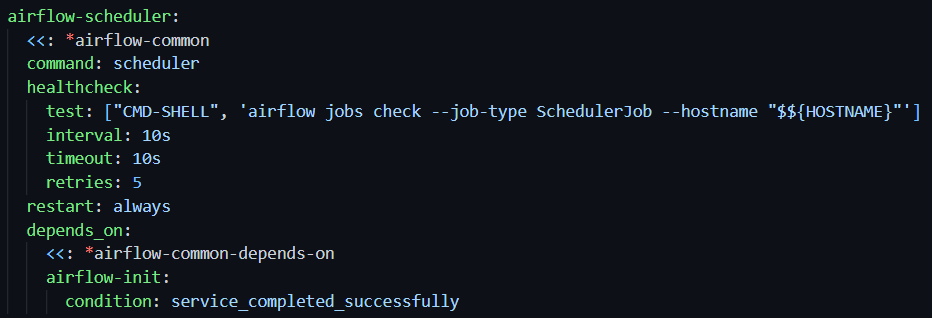 airflow-scheduler:
  <<: *airflow-common
  command: scheduler
  healthcheck:
    test: ["CMD-SHELL", 'airflow jobs check --job-type SchedulerJob --hostname "$${HOSTNAME}"']
    interval: 10s
    timeout: 10s
    retries: 5
  restart: always
  depends_on:
    <<: *airflow-common-depends-on
    airflow-init:
      condition: service_completed_successfully